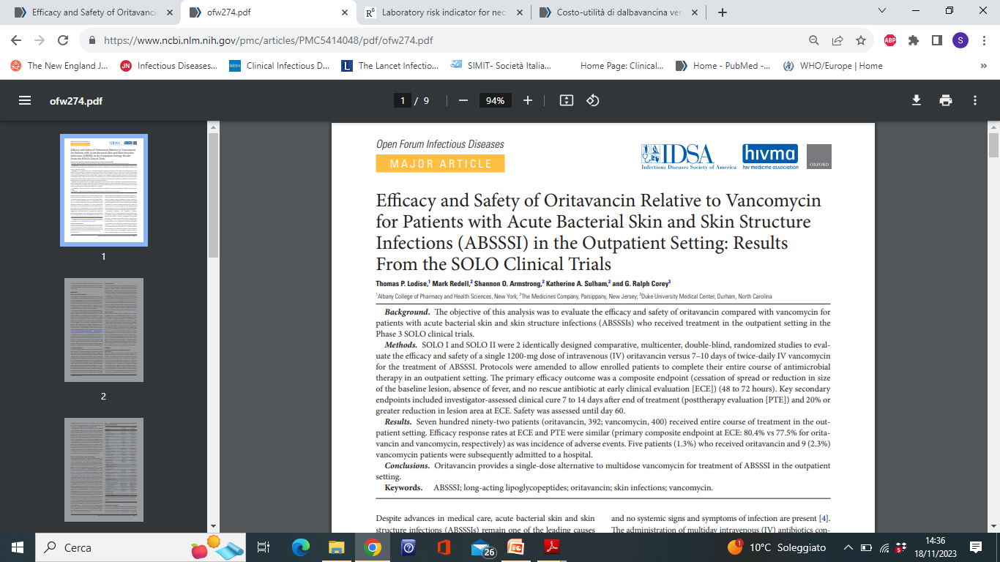 Efficacy and Safety of Oritavanci
ofw274.pdf
Laboratory risk indicator for nec
Costo-utilità di dalbavancina ver
https://www.ncbi.nlm.nih.gov/pmc/articles/PMC5414048/pdf/ofw274.pdf
ABP
S
The New England J...
JN Infectious Diseases...
Clinical Infectious D...
L The Lancet Infectio...
SIMIT- Società Italia...
Home Page: Clinical...
Home - PubMed -...
WHO/Europe | Home
»
ofw274.pdf
1 / 9
94%
1
2
Open Forum Infectious Diseases
MAJOR ARTICLE
IDSA
Infectious Diseases Society of America
hivma
hiv medicine association
OXFORD
Efficacy and Safety of Oritavancin Relative to Vancomycin
for Patients with Acute Bacterial Skin and Skin Structure
Infections (ABSSSI) in the Outpatient Setting: Results
From the SOLO Clinical Trials
Thomas P. Lodise,1 Mark Redell,2 Shannon O. Armstrong,2 Katherine A. Sulham,2 and G. Ralph Corey3
1Albany College of Pharmacy and Health Sciences, New York; 2The Medicines Company, Parsippany, New Jersey; 3Duke University Medical Center, Durham, North Carolina
Background. The objective of this analysis was to evaluate the efficacy and safety of oritavancin compared with vancomycin for
patients with acute bacterial skin and skin structure infections (ABSSSIs) who received treatment in the outpatient setting in the
Phase 3 SOLO clinical trials.
Methods. SOLO I and SOLO II were 2 identically designed comparative, multicenter, double-blind, randomized studies to eval-
uate the efficacy and safety of a single 1200-mg dose of intravenous (IV) oritavancin versus 7–10 days of twice-daily IV vancomycin
for the treatment of ABSSSI. Protocols were amended to allow enrolled patients to complete their entire course of antimicrobial
therapy in an outpatient setting. The primary efficacy outcome was a composite endpoint (cessation of spread or reduction in size
of the baseline lesion, absence of fever, and no rescue antibiotic at early clinical evaluation [ECE]) (48 to 72 hours). Key secondary
endpoints included investigator-assessed clinical cure 7 to 14 days after end of treatment (posttherapy evaluation [PTE]) and 20% or
greater reduction in lesion area at ECE. Safety was assessed until day 60.
Results. Seven hundred ninety-two patients (oritavancin, 392; vancomycin, 400) received entire course of treatment in the out-
patient setting. Efficacy response rates at ECE and PTE were similar (primary composite endpoint at ECE: 80.4% vs 77.5% for orita-
vancin and vancomycin, respectively) as was incidence of adverse events. Five patients (1.3%) who received oritavancin and 9 (2.3%)
vancomycin patients were subsequently admitted to a hospital.
Conclusions. Oritavancin provides a single-dose alternative to multidose vancomycin for treatment of ABSSSI in the outpatient
setting.
Keywords. ABSSSI; long-acting lipoglycopeptides; oritavancin; skin infections; vancomycin.
Despite advances in medical care, acute bacterial skin and skin
structure infections (ABSSSIs) remain one of the leading causes
and no systemic signs and symptoms of infection are present [4].
The administration of multiday intravenous (IV) antibiotics con-
Cerca
26
1
10°C Soleggiato
5
14:36
18/11/2023